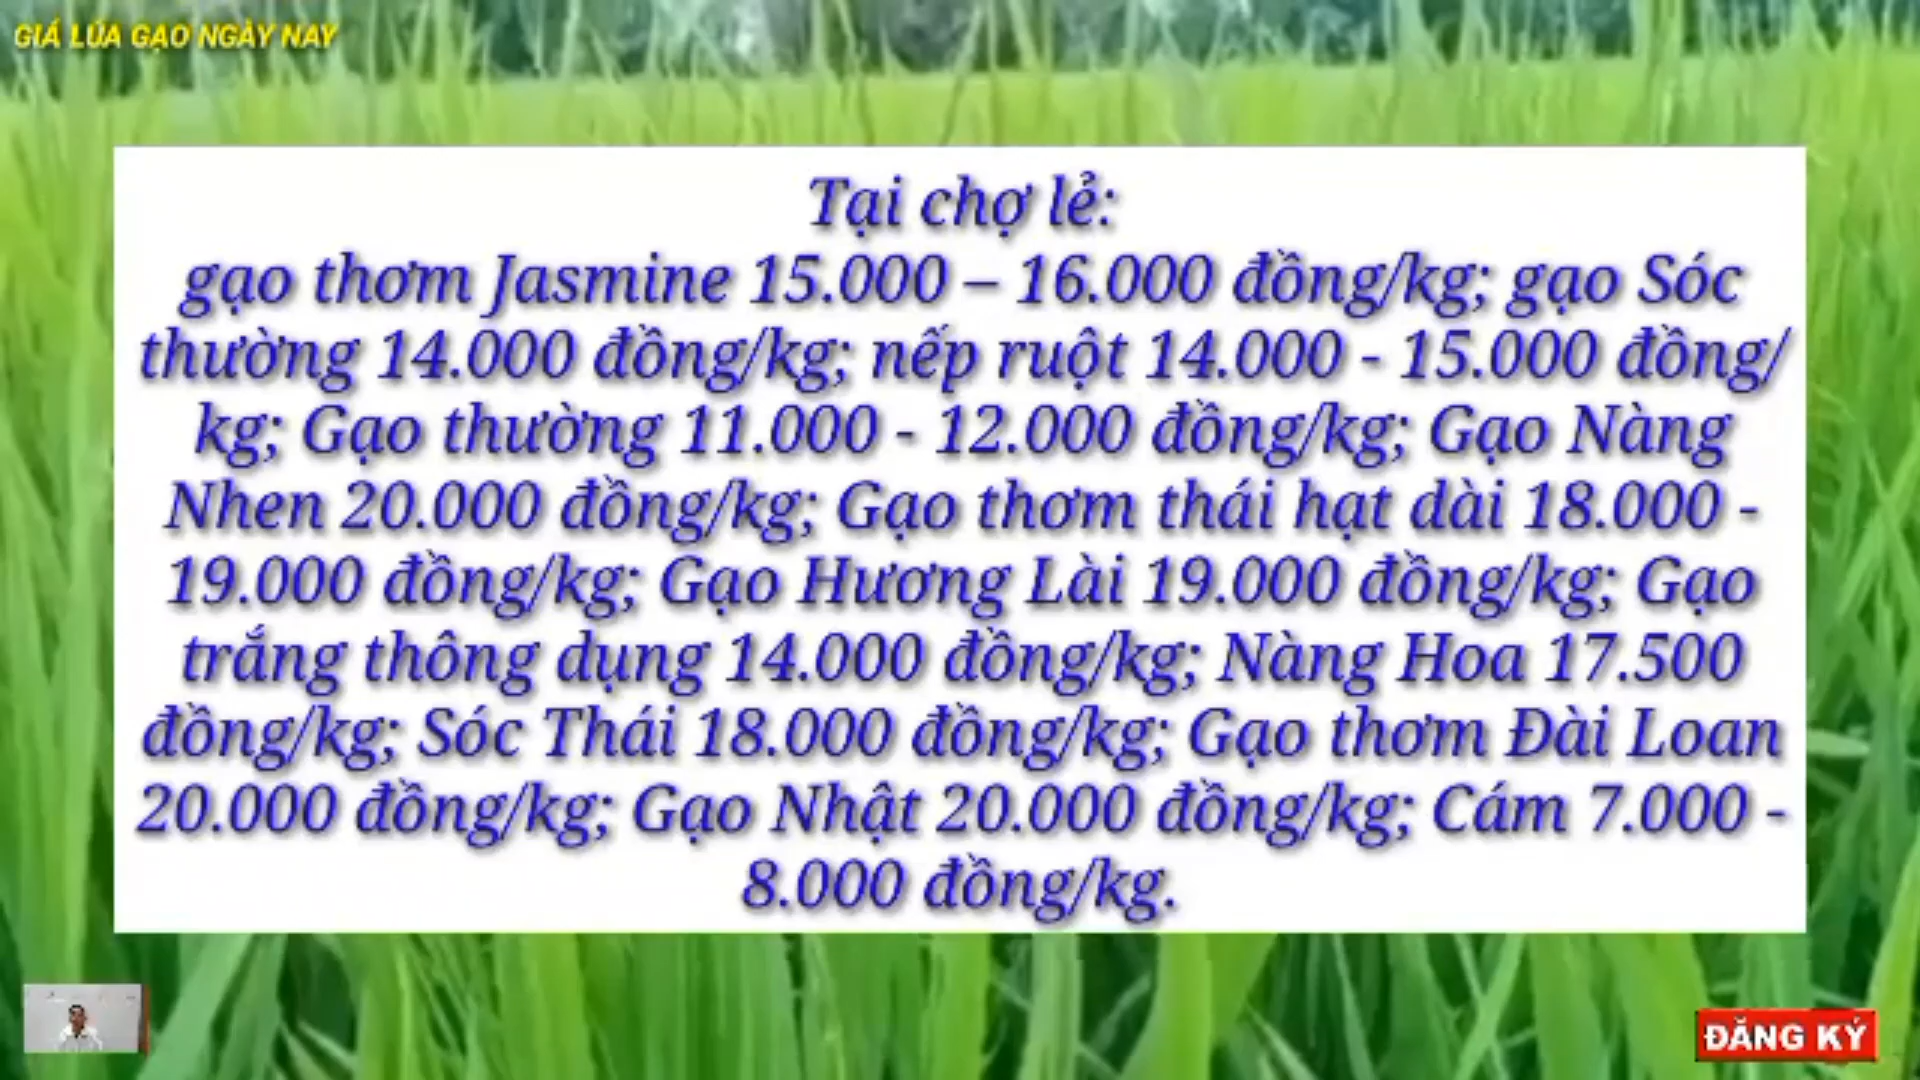 GIÁ LÚA GẠO NGÀY NAY
Tại chợ lẻ:
gạo thơm Jasmine 15.000 – 16.000 đồng/kg; gạo Sóc
thường 14.000 đồng/kg; nếp ruột 14.000 - 15.000 đồng/
kg; Gạo thường 11.000 - 12.000 đồng/kg; Gạo Nàng
Nhen 20.000 đồng/kg; Gạo thơm thái hạt dài 18.000 -
19.000 đồng/kg; Gạo Hương Lài 19.000 đồng/kg; Gạo
trắng thông dụng 14.000 đồng/kg; Nàng Hoa 17.500
đồng/kg; Sóc Thái 18.000 đồng/kg; Gạo thơm Đài Loan
20.000 đồng/kg; Gạo Nhật 20.000 đồng/kg; Cám 7.000 -
8.000 đồng/kg.
ĐĂNG KÝ